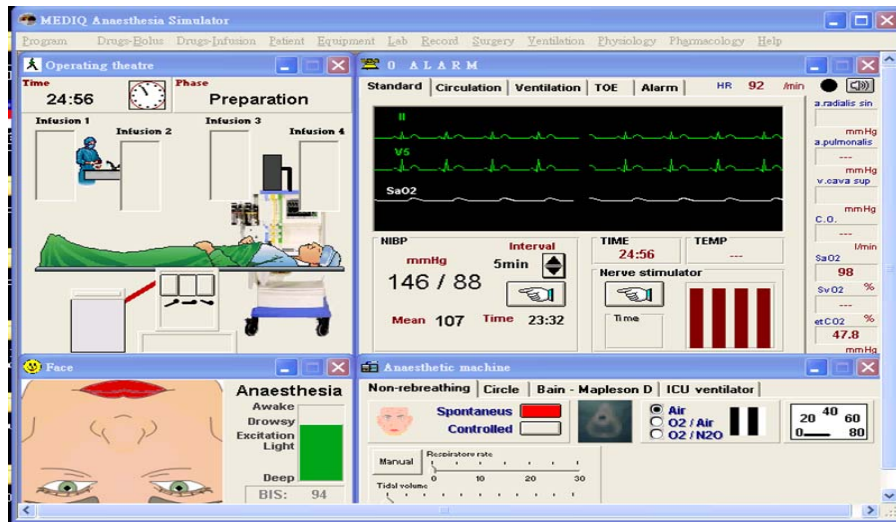 MEDIQ Anaesthesia Simulator
Program Drugs-Bolus Drugs-Infusion Patient Equipment Lab Record Surgery Ventilation Physiology Pharmacology Help
Operating theatre
Time
24:56
Phase
Preparation
Infusion 1
Infusion 2
Infusion 3
Infusion 4
0 ALARM
Standard Circulation Ventilation TOE Alarm HR 92 /min
II
V5
SaO2
a.radialis sin
mmHg
a.pulmonalis
---
mmHg
v.cava sup
mmHg
C.O.
---
l/min
SaO2
98
SvO2 %
---
etCO2 %
47.8
mmHg
NIBP
mmHg
146 / 88
Interval
5min
Mean 107 Time 23:32
TIME
24:56
TEMP
---
Nerve stimulator
Time
Face
Anaesthesia
Awake
Drowsy
Excitation
Light
Deep
BIS: 94
Anaesthetic machine
Non-rebreathing Circle Bain - Mapleson D ICU ventilator
Spontaneus
Controlled
Air
O2 / Air
O2 / N2O
20 40 60
0 80
Manual
Respiratore rate
0 10 20 30
Tidal volume